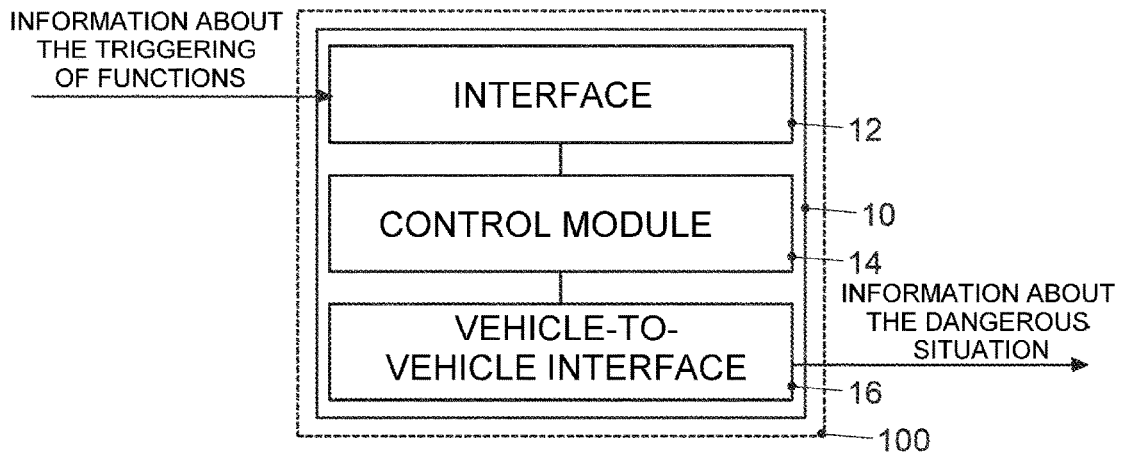 INFORMATION ABOUT
THE TRIGGERING
OF FUNCTIONS
INTERFACE
12
CONTROL MODULE
10
14
INFORMATION ABOUT
THE DANGEROUS
SITUATION
VEHICLE-TO-
VEHICLE INTERFACE
16
100